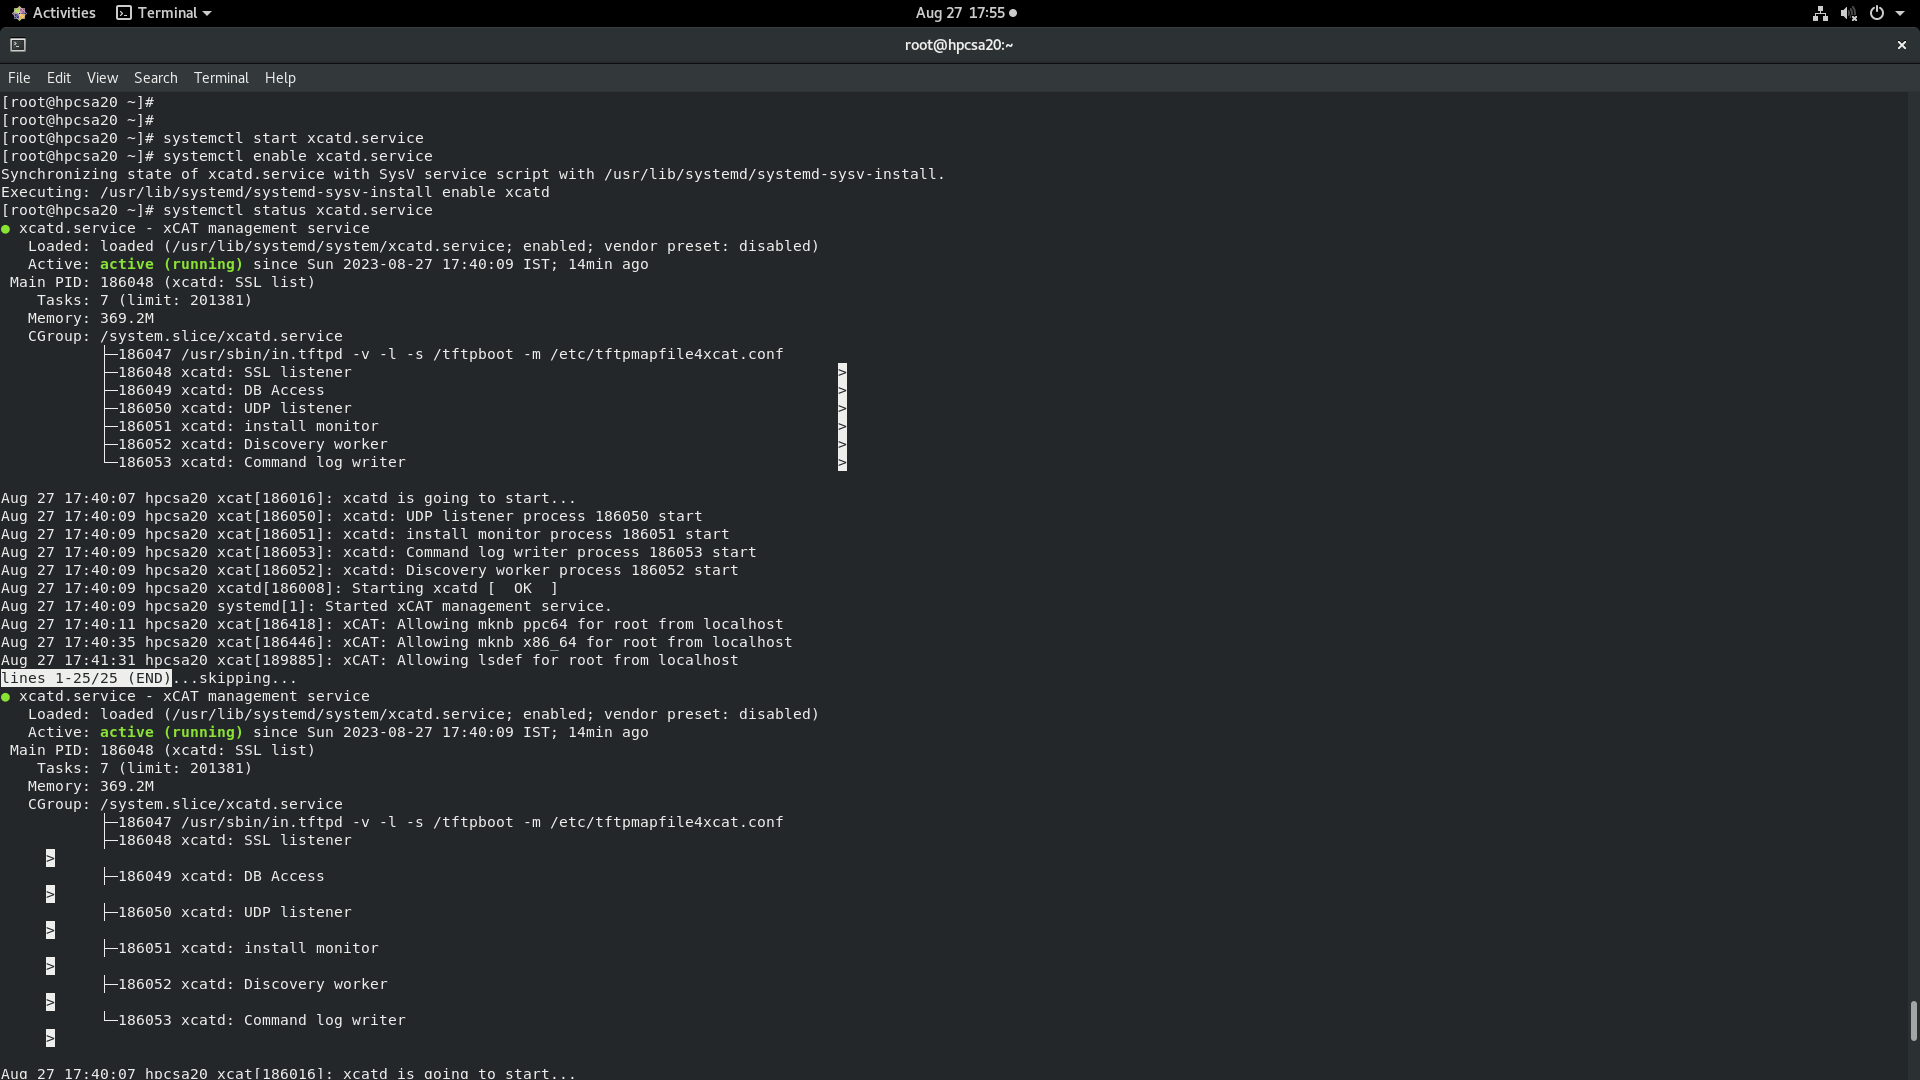 Activities Terminal Aug 27 17:55
root@hpcsa20:~
File Edit View Search Terminal Help
[root@hpcsa20 ~]#
[root@hpcsa20 ~]#
[root@hpcsa20 ~]# systemctl start xcatd.service
[root@hpcsa20 ~]# systemctl enable xcatd.service
Synchronizing state of xcatd.service with SysV service script with /usr/lib/systemd/systemd-sysv-install.
Executing: /usr/lib/systemd/systemd-sysv-install enable xcatd
[root@hpcsa20 ~]# systemctl status xcatd.service
● xcatd.service - xCAT management service
   Loaded: loaded (/usr/lib/systemd/system/xcatd.service; enabled; vendor preset: disabled)
   Active: active (running) since Sun 2023-08-27 17:40:09 IST; 14min ago
 Main PID: 186048 (xcatd: SSL list)
    Tasks: 7 (limit: 201381)
   Memory: 369.2M
   CGroup: /system.slice/xcatd.service
           ├─186047 /usr/sbin/in.tftpd -v -l -s /tftpboot -m /etc/tftpmapfile4xcat.conf
           ├─186048 xcatd: SSL listener >
           ├─186049 xcatd: DB Access >
           ├─186050 xcatd: UDP listener >
           ├─186051 xcatd: install monitor >
           ├─186052 xcatd: Discovery worker >
           └─186053 xcatd: Command log writer >
Aug 27 17:40:07 hpcsa20 xcat[186016]: xcatd is going to start...
Aug 27 17:40:09 hpcsa20 xcat[186050]: xcatd: UDP listener process 186050 start
Aug 27 17:40:09 hpcsa20 xcat[186051]: xcatd: install monitor process 186051 start
Aug 27 17:40:09 hpcsa20 xcat[186053]: xcatd: Command log writer process 186053 start
Aug 27 17:40:09 hpcsa20 xcat[186052]: xcatd: Discovery worker process 186052 start
Aug 27 17:40:09 hpcsa20 xcatd[186008]: Starting xcatd [  OK  ]
Aug 27 17:40:09 hpcsa20 systemd[1]: Started xCAT management service.
Aug 27 17:40:11 hpcsa20 xcat[186418]: xCAT: Allowing mknb ppc64 for root from localhost
Aug 27 17:40:35 hpcsa20 xcat[186446]: xCAT: Allowing mknb x86_64 for root from localhost
Aug 27 17:41:31 hpcsa20 xcat[189885]: xCAT: Allowing lsdef for root from localhost
lines 1-25/25 (END)...skipping...
● xcatd.service - xCAT management service
   Loaded: loaded (/usr/lib/systemd/system/xcatd.service; enabled; vendor preset: disabled)
   Active: active (running) since Sun 2023-08-27 17:40:09 IST; 14min ago
 Main PID: 186048 (xcatd: SSL list)
    Tasks: 7 (limit: 201381)
   Memory: 369.2M
   CGroup: /system.slice/xcatd.service
           ├─186047 /usr/sbin/in.tftpd -v -l -s /tftpboot -m /etc/tftpmapfile4xcat.conf
           ├─186048 xcatd: SSL listener
     >
           ├─186049 xcatd: DB Access
     >
           ├─186050 xcatd: UDP listener
     >
           ├─186051 xcatd: install monitor
     >
           ├─186052 xcatd: Discovery worker
     >
           └─186053 xcatd: Command log writer
     >
Aug 27 17:40:07 hpcsa20 xcat[186016]: xcatd is going to start...